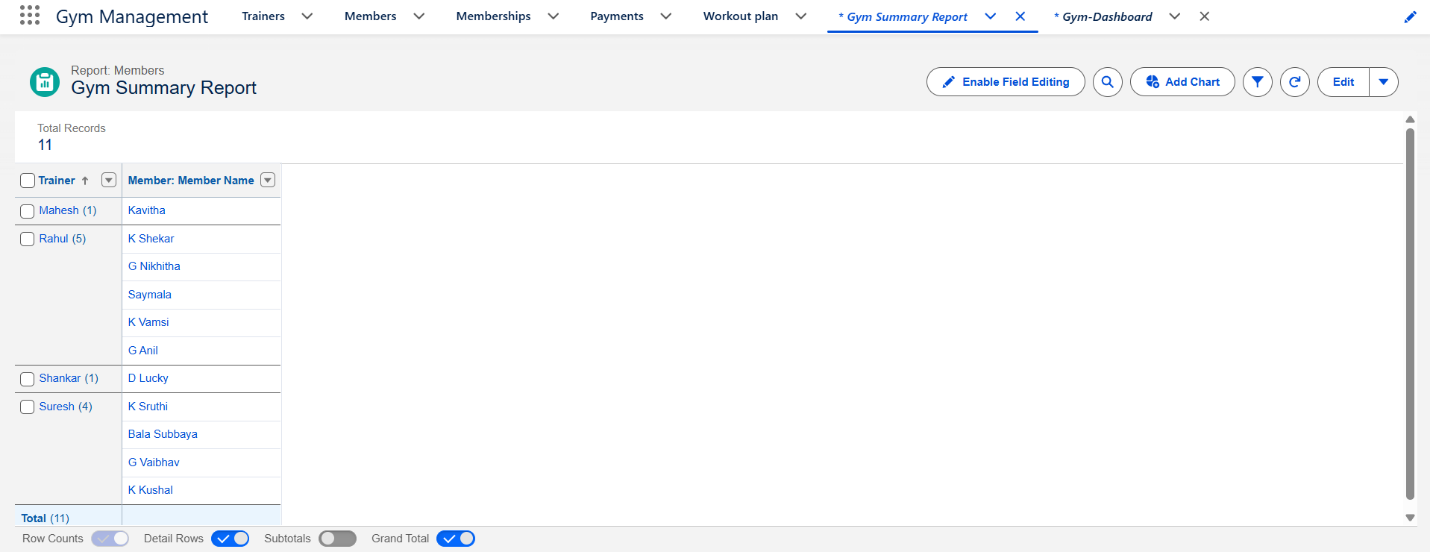 Gym Management Trainers Members Memberships Payments Workout plan * Gym Summary Report * Gym-Dashboard
Report: Members
Gym Summary Report
Enable Field Editing Add Chart Edit
Total Records
11
Trainer ↑ Member: Member Name
Mahesh (1) Kavitha
Rahul (5) K Shekar
G Nikhitha
Saymala
K Vamsi
G Anil
Shankar (1) D Lucky
Suresh (4) K Sruthi
Bala Subbaya
G Vaibhav
K Kushal
Total (11)
Row Counts Detail Rows Subtotals Grand Total